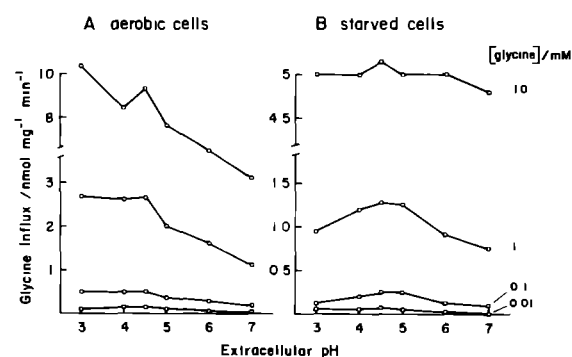 A aerobic cells
B starved cells
[glycine]/mM
Glycine Influx/nmol mg⁻¹ min⁻¹)
10
8
3
2
1
5
4 5
1 5
1.0
0 5
10
1
0 1
0 01
3 4 5 6 7
3 4 5 6 7
Extracellular pH